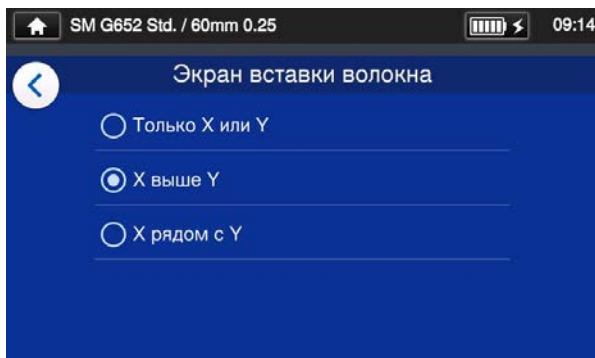 SM G652 Std. / 60mm 0.25 09:14
Экран вставки волокна
Только X или Y
X выше Y
X рядом с Y